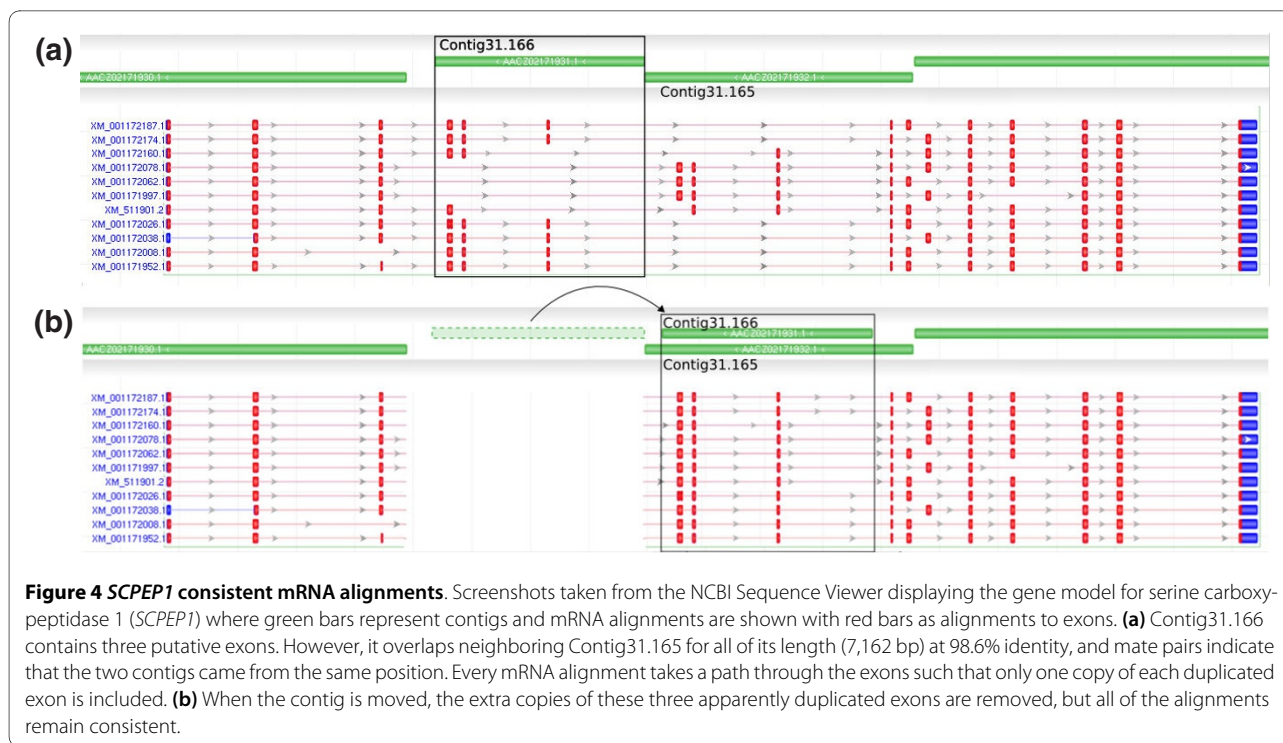 (a)
Contig31.166
< AACZ02171931.1 <
AACZ02171930.1 <
< AACZ02171932.1 <
Contig31.165
XM_001172187.1
XM_001172174.1
XM_001172160.1
XM_001172078.1
XM_001172062.1
XM_001171997.1
XM_511901.2
XM_001172026.1
XM_001172038.1
XM_001172008.1
XM_001171952.1
(b)
Contig31.166
< AACZ02171931.1 <
AACZ02171930.1 <
< AACZ02171932.1 <
Contig31.165
XM_001172187.1
XM_001172174.1
XM_001172160.1
XM_001172078.1
XM_001172062.1
XM_001171997.1
XM_511901.2
XM_001172026.1
XM_001172038.1
XM_001172008.1
XM_001171952.1
Figure 4 SCPEP1 consistent mRNA alignments. Screenshots taken from the NCBI Sequence Viewer displaying the gene model for serine carboxy-
peptidase 1 (SCPEP1) where green bars represent contigs and mRNA alignments are shown with red bars as alignments to exons. (a) Contig31.166
contains three putative exons. However, it overlaps neighboring Contig31.165 for all of its length (7,162 bp) at 98.6% identity, and mate pairs indicate
that the two contigs came from the same position. Every mRNA alignment takes a path through the exons such that only one copy of each duplicated
exon is included. (b) When the contig is moved, the extra copies of these three apparently duplicated exons are removed, but all of the alignments
remain consistent.